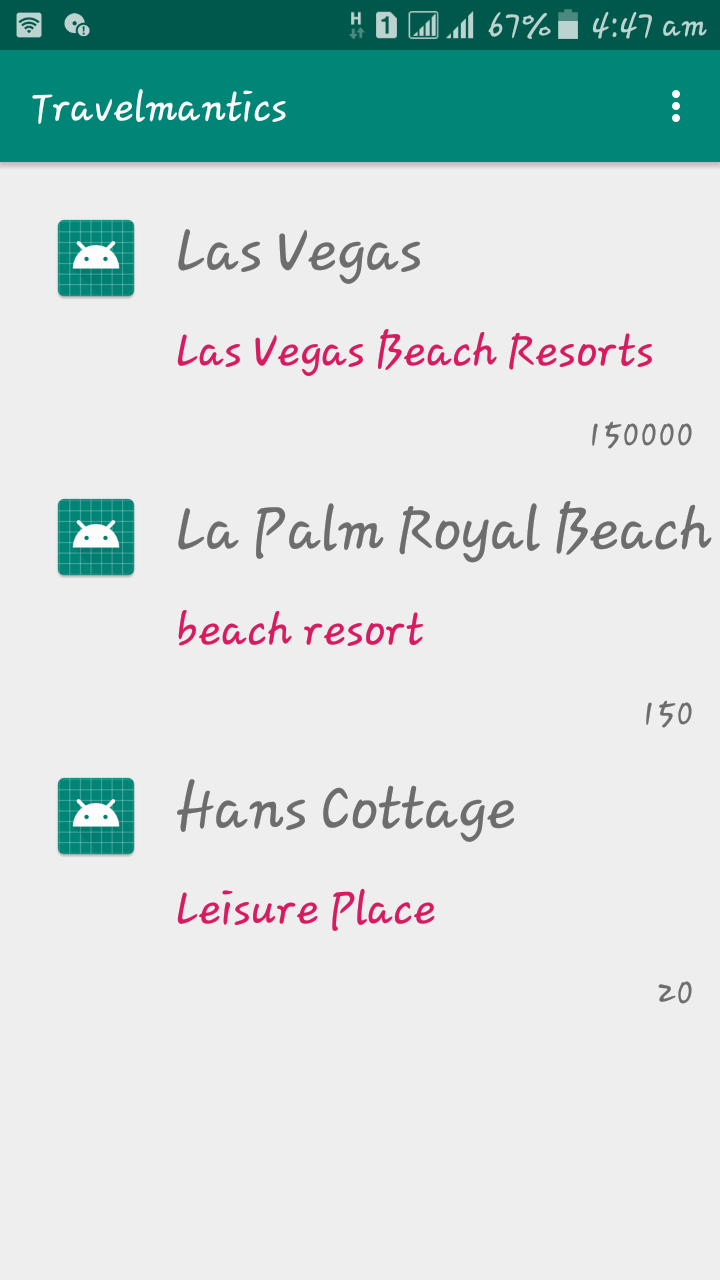 H 1 67% 4:47 am
Travelmantics
Las Vegas
Las Vegas Beach Resorts
150000
La Palm Royal Beach
beach resort
150
Hans Cottage
Leisure Place
20